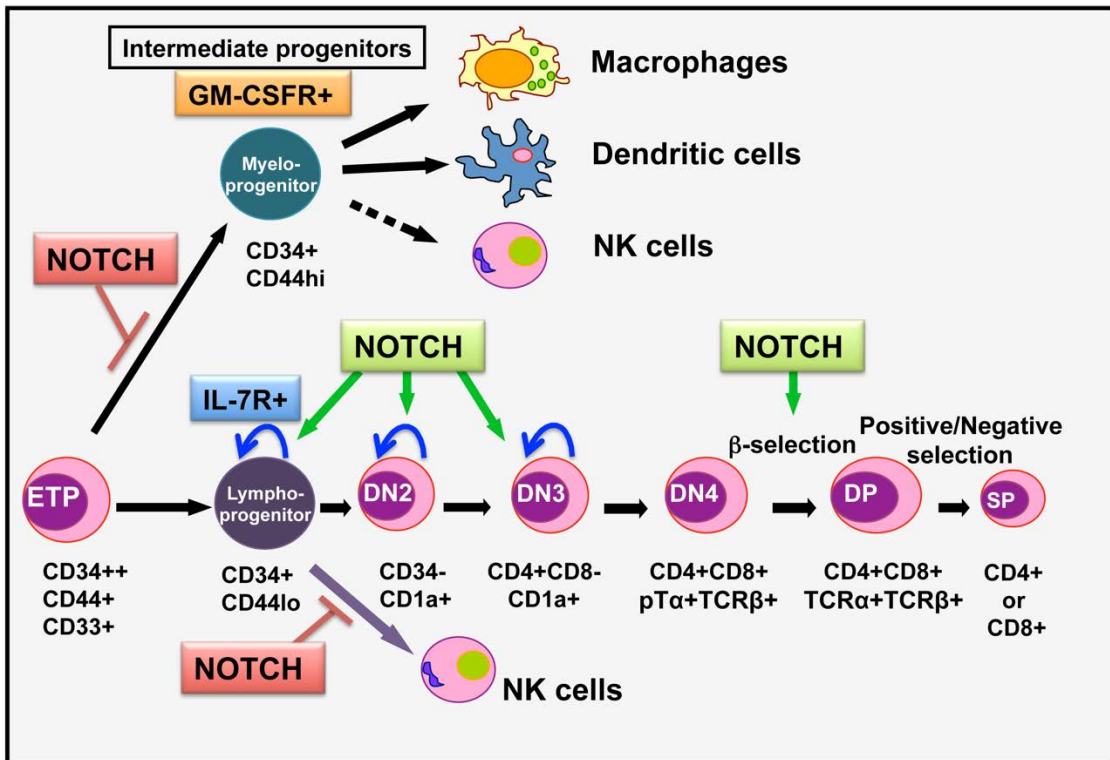 Intermediate progenitors
GM-CSFR+
Myelo-
progenitor
CD34+
CD44hi
Macrophages
Dendritic cells
NK cells
NOTCH
NOTCH
NOTCH
IL-7R+
β-selection
Positive/Negative
selection
ETP
Lympho-
progenitor
DN2
DN3
DN4
DP
SP
CD34++
CD44+
CD33+
CD34+
CD44lo
CD34-
CD1a+
CD4+CD8-
CD1a+
CD4+CD8+
pTα+TCRβ+
CD4+CD8+
TCRα+TCRβ+
CD4+
or
CD8+
NOTCH
NK cells